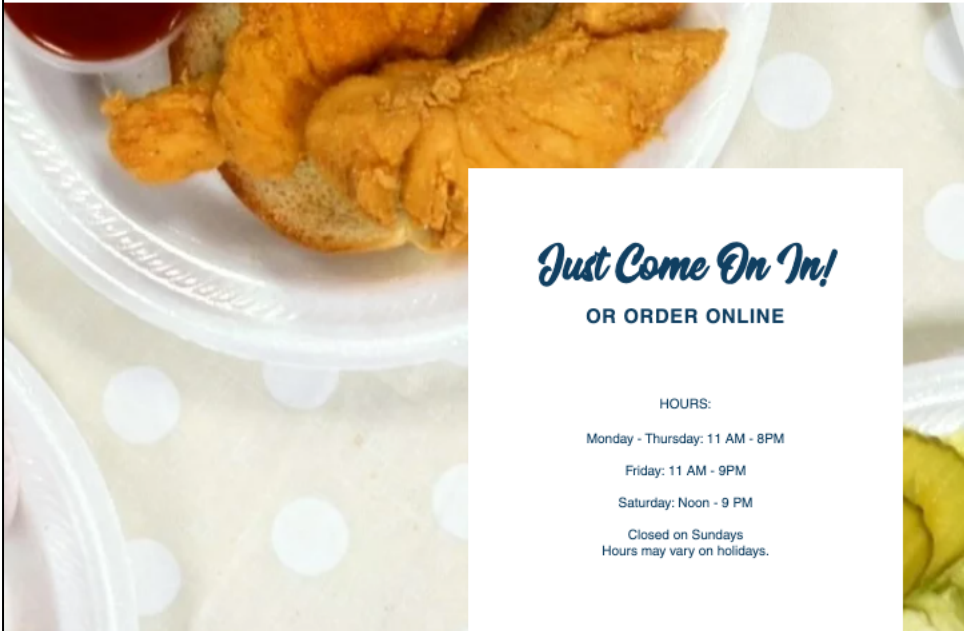 Just Come On In!
OR ORDER ONLINE
HOURS:
Monday - Thursday: 11 AM - 8PM
Friday: 11 AM - 9PM
Saturday: Noon - 9 PM
Closed on Sundays
Hours may vary on holidays.